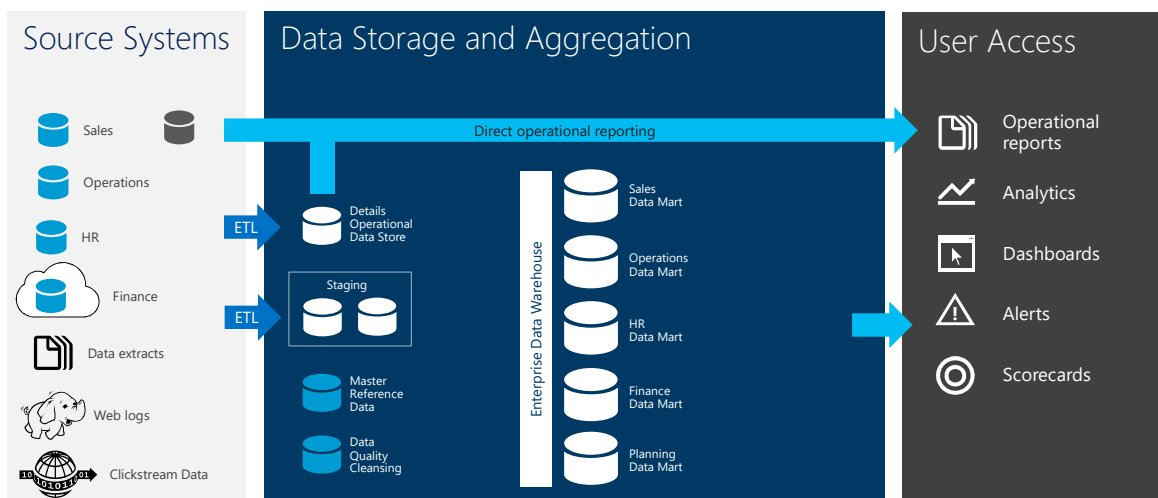 Source Systems
Data Storage and Aggregation
User Access
Sales
Operations
HR
Finance
Data extracts
Web logs
Clickstream Data
10
01
101011
Direct operational reporting
ETL
ETL
Details
Operational
Data Store
Staging
Master
Reference
Data
Data
Quality
Cleansing
Enterprise Data Warehouse
Sales
Data Mart
Operations
Data Mart
HR
Data Mart
Finance
Data Mart
Planning
Data Mart
Operational
reports
Analytics
Dashboards
Alerts
Scorecards